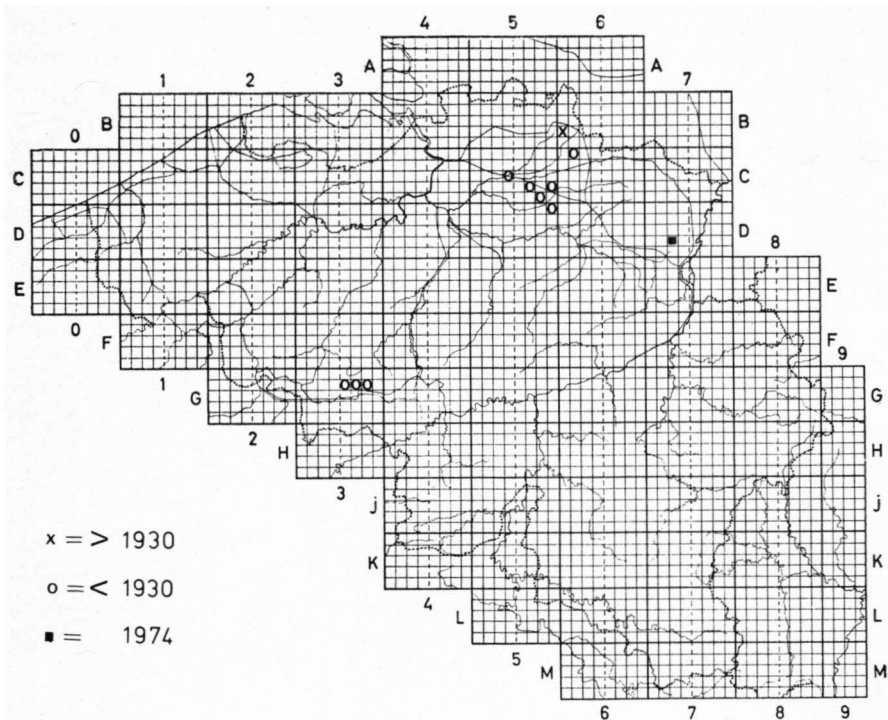 4 5 6
A A
1 2 3 7
B B
0
C C
D D
8
E E
0
F F
9
1
G G
2
H H
3
j J
x = > 1930
K K
o = < 1930
4
L L
■ = 1974
5
M M
6 7 8 9